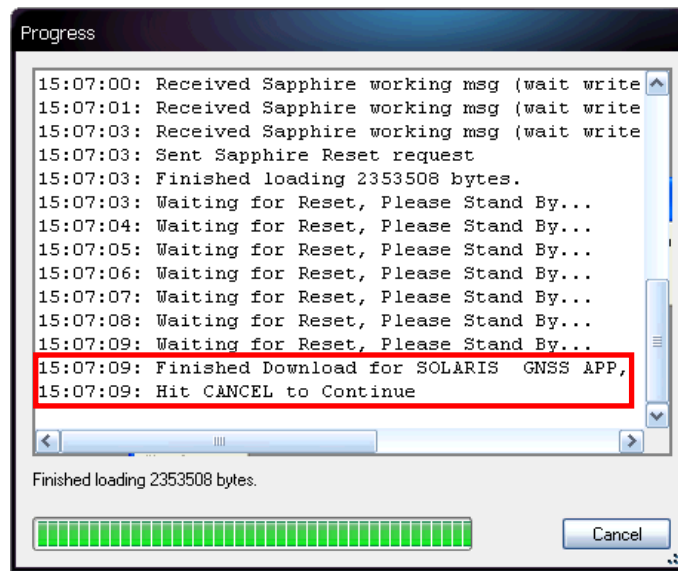 Progress
15:07:00: Received Sapphire working msg (wait write
15:07:01: Received Sapphire working msg (wait write
15:07:03: Received Sapphire working msg (wait write
15:07:03: Sent Sapphire Reset request
15:07:03: Finished loading 2353508 bytes.
15:07:03: Waiting for Reset, Please Stand By...
15:07:04: Waiting for Reset, Please Stand By...
15:07:05: Waiting for Reset, Please Stand By...
15:07:06: Waiting for Reset, Please Stand By...
15:07:07: Waiting for Reset, Please Stand By...
15:07:08: Waiting for Reset, Please Stand By...
15:07:09: Waiting for Reset, Please Stand By...
15:07:09: Finished Download for SOLARIS  GNSS APP,
15:07:09: Hit CANCEL to Continue
Finished loading 2353508 bytes.
Cancel